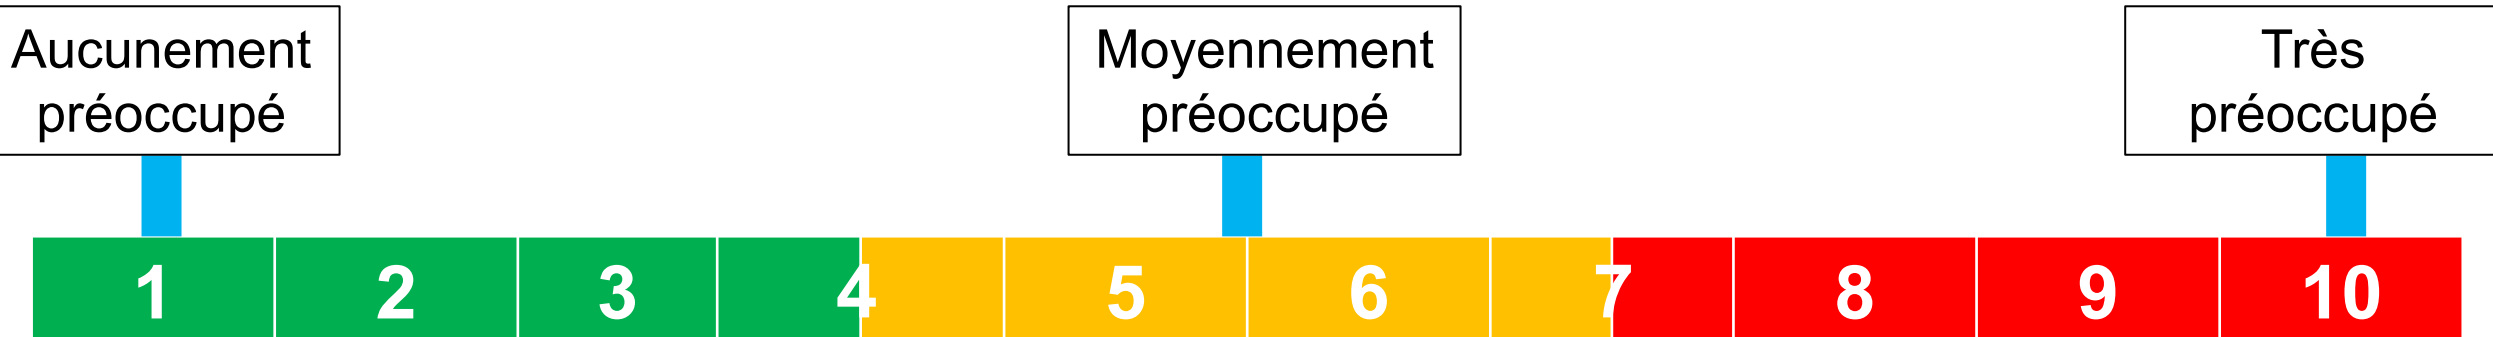 Aucunement
préoccupé
Moyennement
préoccupé
Très
préoccupé
1 2 3 4 5 6 7 8 9 10